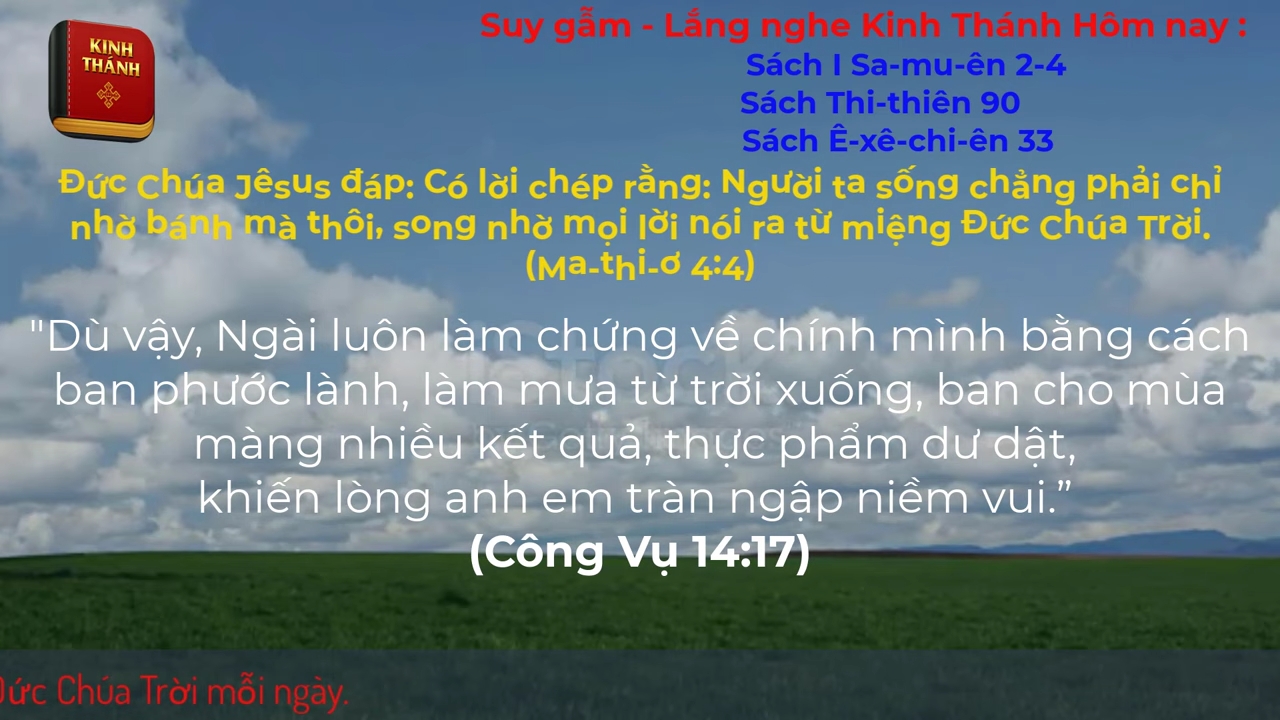 KINH
THÁNH
Suy gẫm - Lắng nghe Kinh Thánh Hôm nay :
Sách I Sa-mu-ên 2-4
Sách Thi-thiên 90
Sách Ê-xê-chi-ên 33
Đức Chúa Jêsus đáp: Có lời chép rằng: Người ta sống chẳng phải chỉ
nhờ bánh mà thôi, song nhờ mọi lời nói ra từ miệng Đức Chúa Trời.
(Ma-thi-ơ 4:4)
"Dù vậy, Ngài luôn làm chứng về chính mình bằng cách
ban phước lành, làm mưa từ trời xuống, ban cho mùa
màng nhiều kết quả, thực phẩm dư dật,
khiến lòng anh em tràn ngập niềm vui.”
(Công Vụ 14:17)
Đức Chúa Trời mỗi ngày.